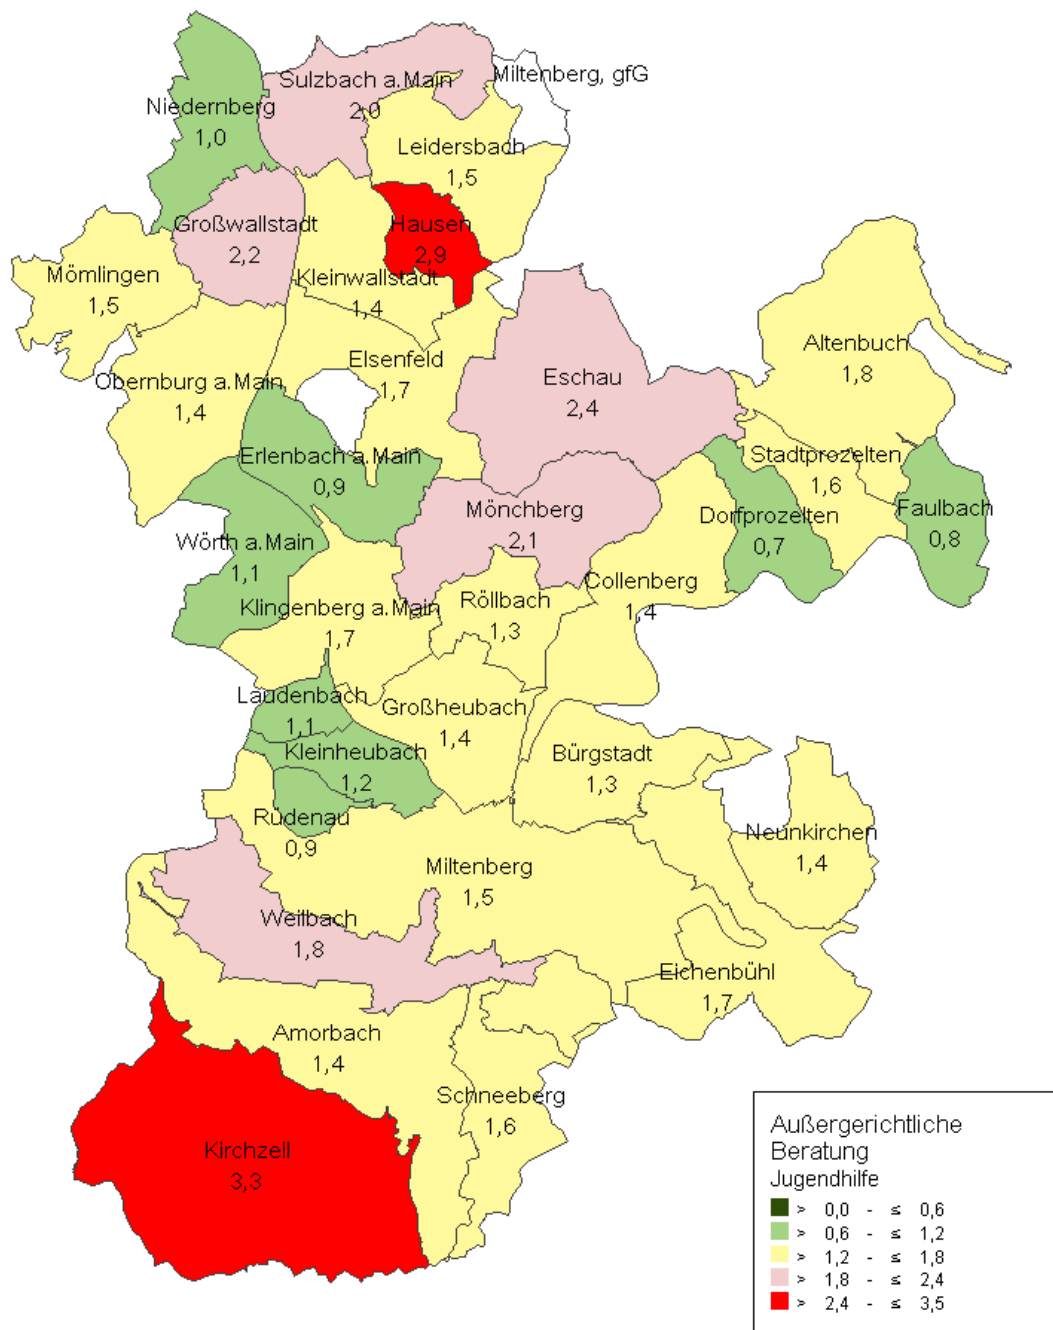 Miltenberg, gfG
Sulzbach a.Main
2,0
Niedernberg
1,0
Leidersbach
1,5
Großwallstadt
2,2
Hausen
2,9
Mömlingen
1,5
Kleinwallstadt
1,4
Altenbuch
1,8
Elsenfeld
1,7
Eschau
2,4
Obernburg a.Main
1,4
Erlenbach a.Main
0,9
Stadtprozelten
1,6
Mönchberg
2,1
Dorfprozelten
0,7
Faulbach
0,8
Wörth a.Main
1,1
Collenberg
1,4
Klingenberg a.Main
1,7
Röllbach
1,3
Laudenbach
1,1
Großheubach
1,4
Kleinheubach
1,2
Bürgstadt
1,3
Rüdenau
0,9
Neunkirchen
1,4
Miltenberg
1,5
Weilbach
1,8
Eichenbühl
1,7
Amorbach
1,4
Schneeberg
1,6
Kirchzell
3,3
Außergerichtliche
Beratung
Jugendhilfe
> 0,0 - ≤ 0,6
> 0,6 - ≤ 1,2
> 1,2 - ≤ 1,8
> 1,8 - ≤ 2,4
> 2,4 - ≤ 3,5